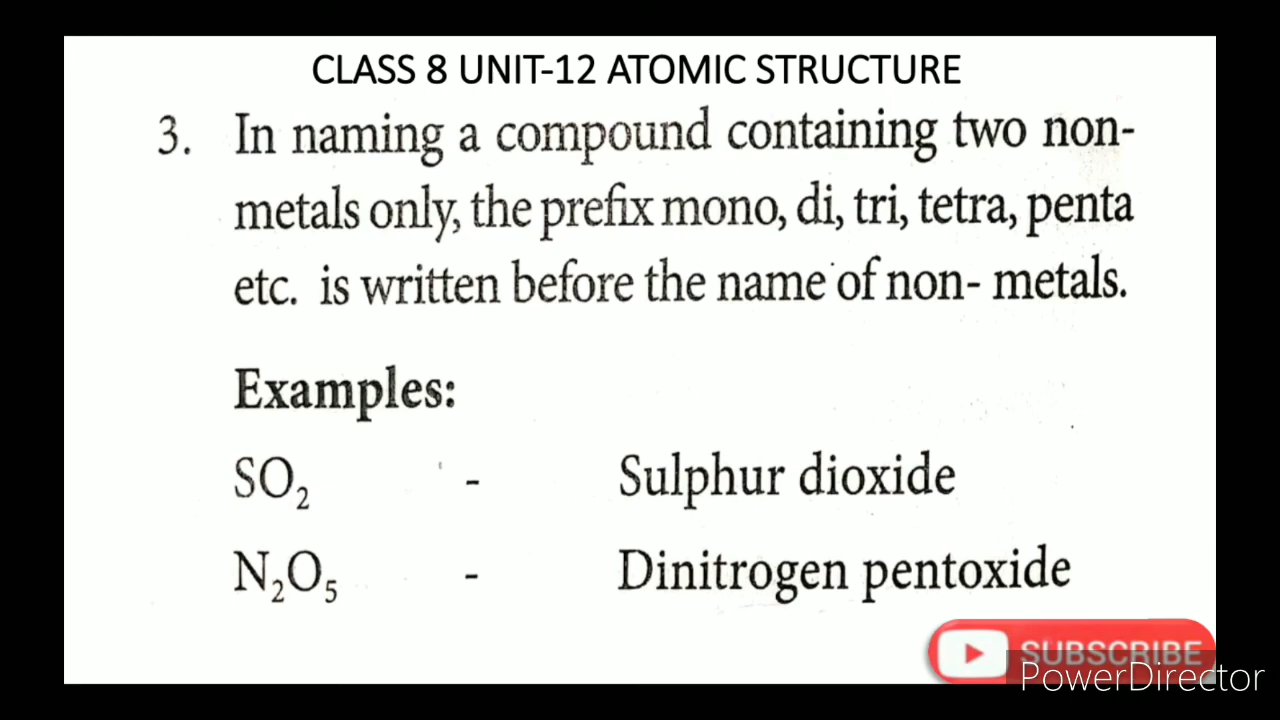 CLASS 8 UNIT-12 ATOMIC STRUCTURE
3. In naming a compound containing two non-
metals only, the prefix mono, di, tri, tetra, penta
etc. is written before the name of non- metals.
Examples:
SO₂ - Sulphur dioxide
N₂O₅ - Dinitrogen pentoxide
SUBSCRIBE
PowerDirector